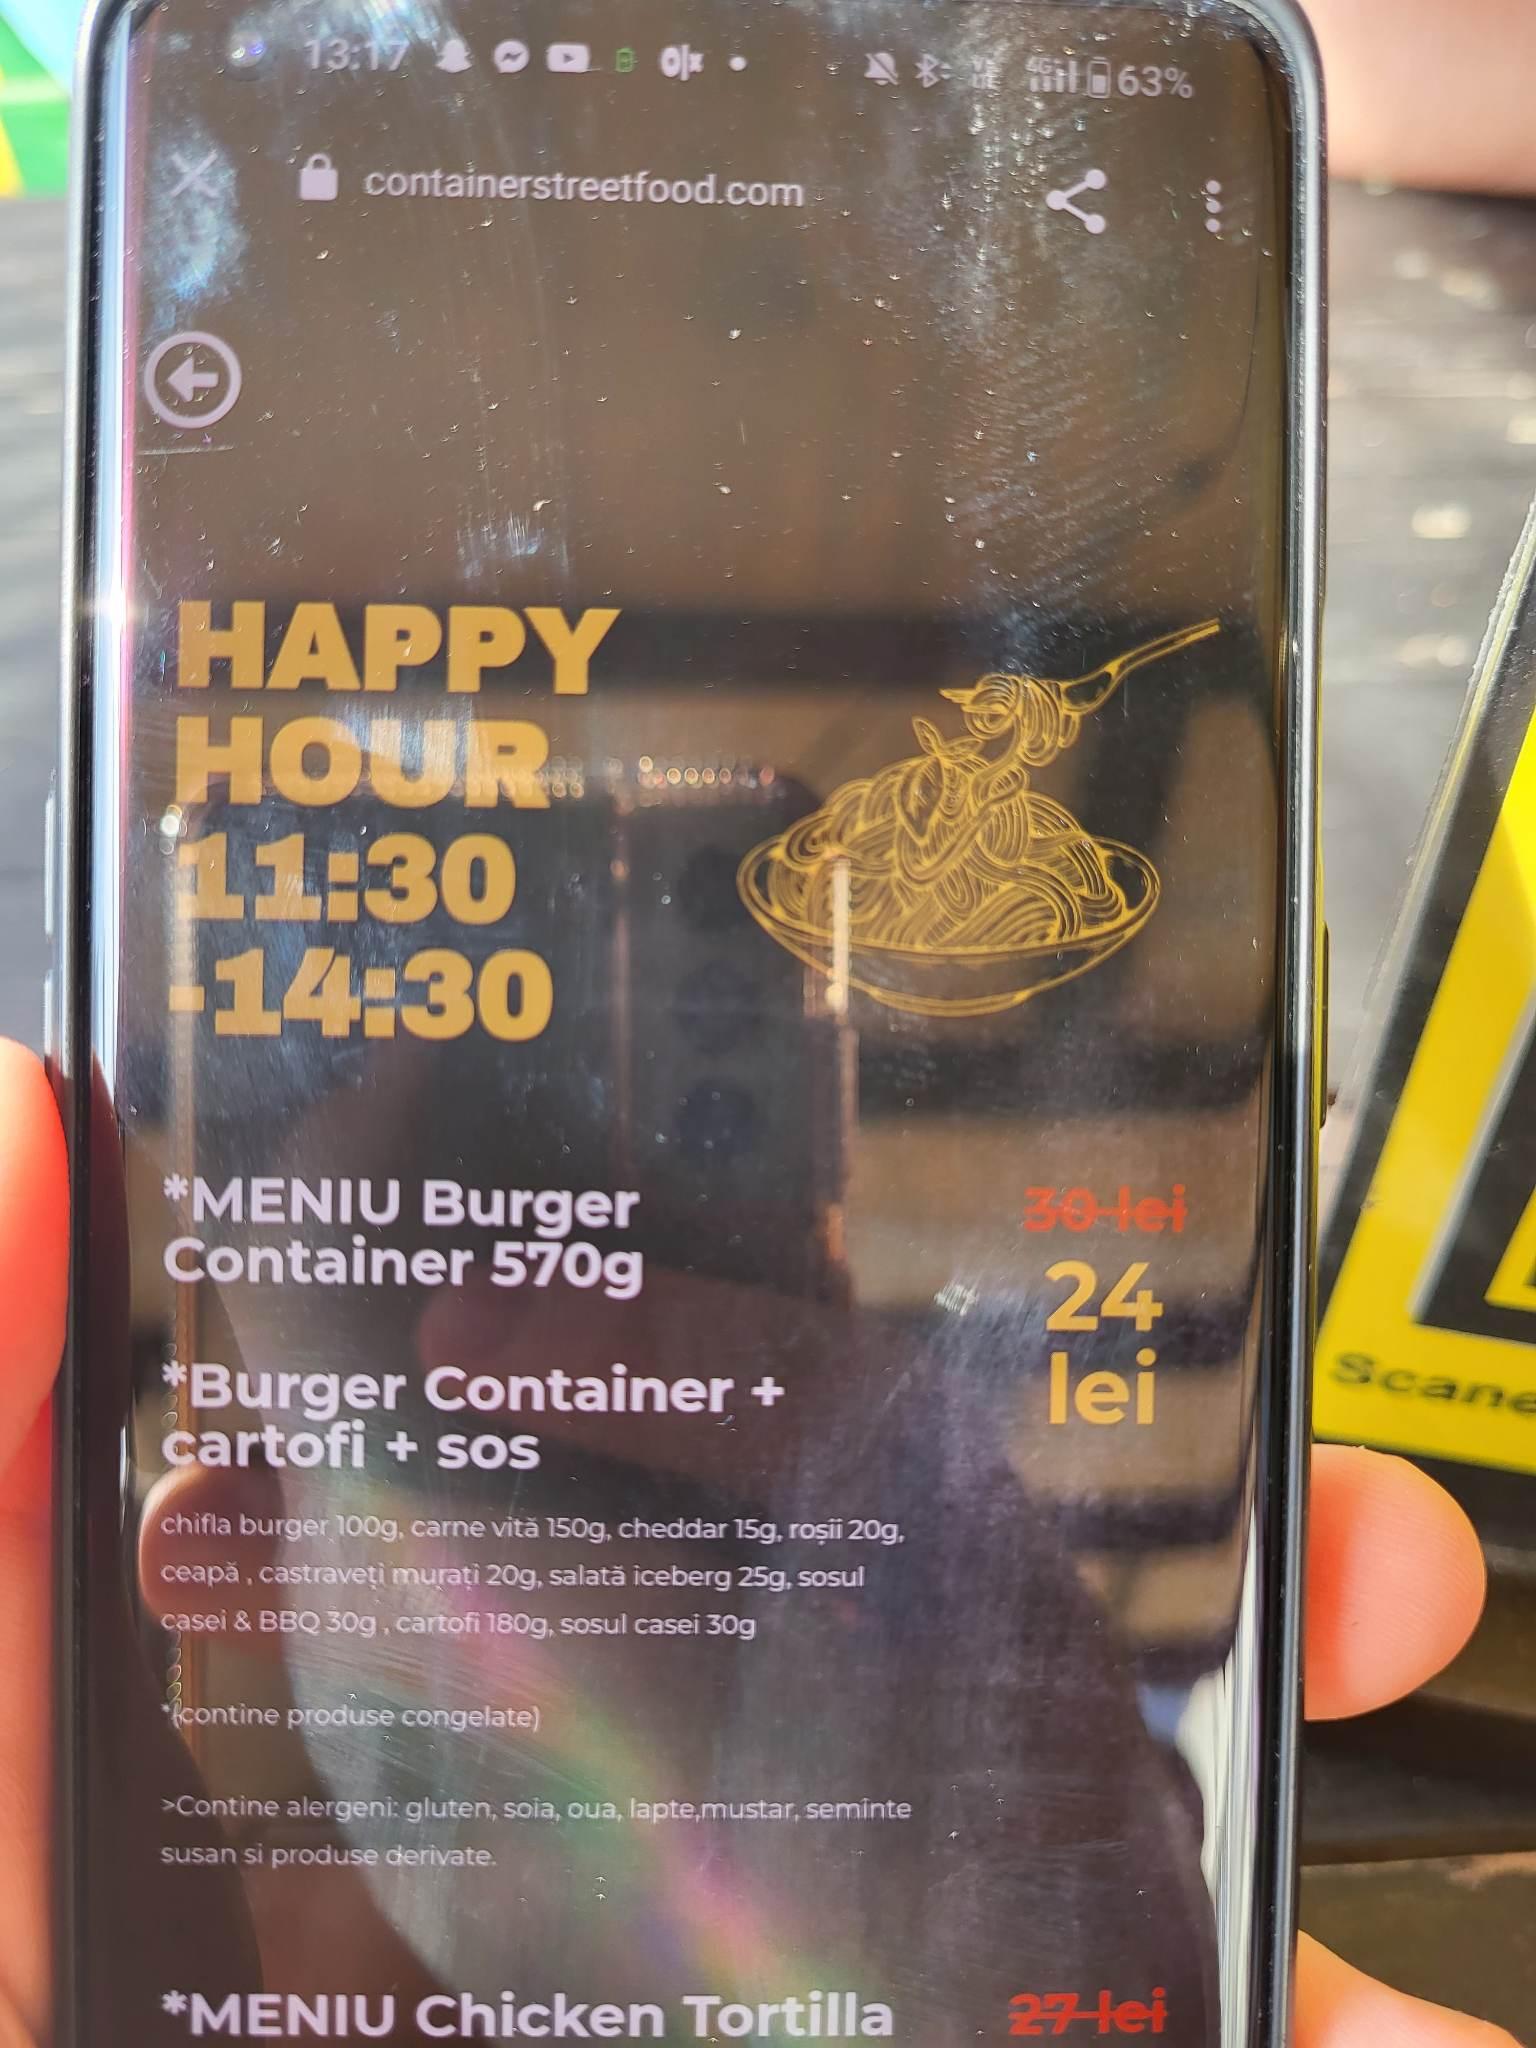 13:17
4G
63%
containerstreetfood.com
HAPPY
HOUR
11:30
-14:30
*MENIU Burger
Container 570g
30 lei
24
lei
*Burger Container +
cartofi + sos
chifla burger 100g, carne vită 150g, cheddar 15g, roșii 20g,
ceapă , castraveți murați 20g, salată iceberg 25g, sosul
casei & BBQ 30g , cartofi 180g, sosul casei 30g
*(contine produse congelate)
>Contine alergeni: gluten, soia, oua, lapte,mustar, seminte
susan si produse derivate.
*MENIU Chicken Tortilla
27 lei